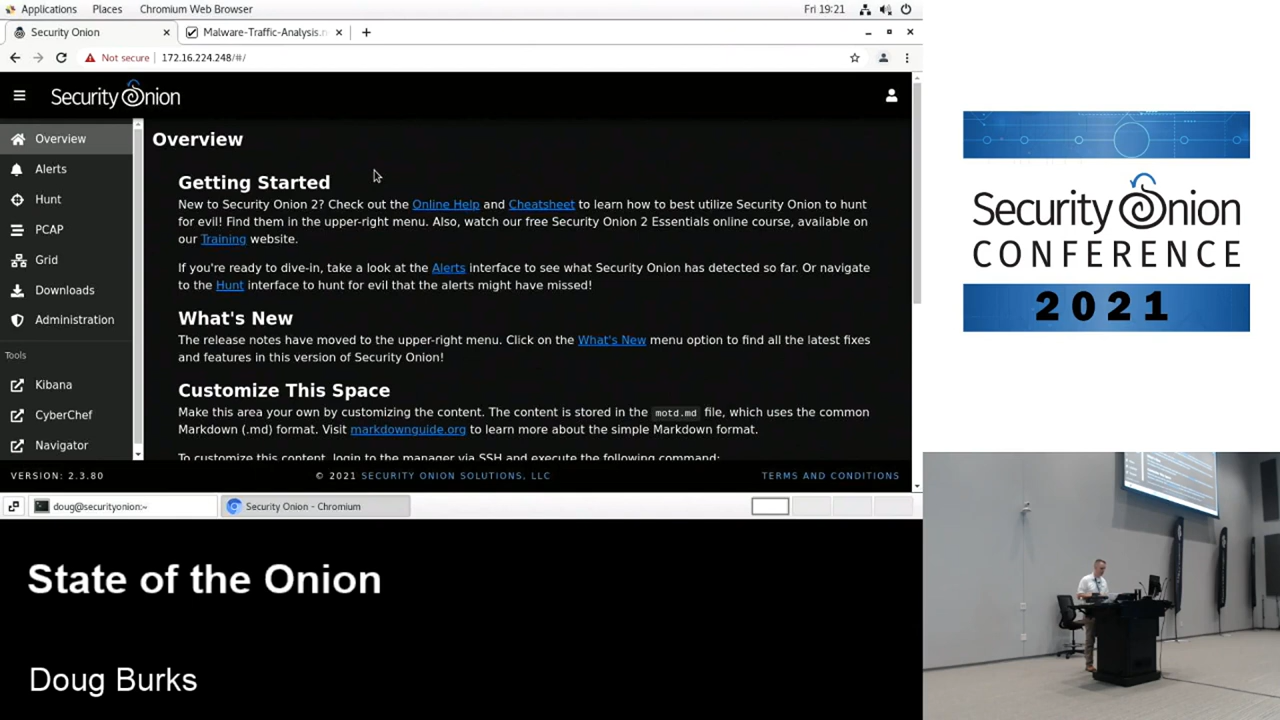 Applications Places Chromium Web Browser Fri 19:21
Security Onion × Malware-Traffic-Analysis.n × +
Not secure 172.16.224.248/#/
Security Onion
Overview
Alerts
Hunt
PCAP
Grid
Downloads
Administration
Tools
Kibana
CyberChef
Navigator
Overview
Getting Started
New to Security Onion 2? Check out the Online Help and Cheatsheet to learn how to best utilize Security Onion to hunt
for evil! Find them in the upper-right menu. Also, watch our free Security Onion 2 Essentials online course, available on
our Training website.
If you're ready to dive-in, take a look at the Alerts interface to see what Security Onion has detected so far. Or navigate
to the Hunt interface to hunt for evil that the alerts might have missed!
What's New
The release notes have moved to the upper-right menu. Click on the What's New menu option to find all the latest fixes
and features in this version of Security Onion!
Customize This Space
Make this area your own by customizing the content. The content is stored in the motd.md file, which uses the common
Markdown (.md) format. Visit markdownguide.org to learn more about the simple Markdown format.
To customize this content, login to the manager via SSH and execute the following command:
VERSION: 2.3.80 © 2021 SECURITY ONION SOLUTIONS, LLC TERMS AND CONDITIONS
doug@securityonion:~ Security Onion - Chromium
State of the Onion
Doug Burks
Security Onion
CONFERENCE
2021